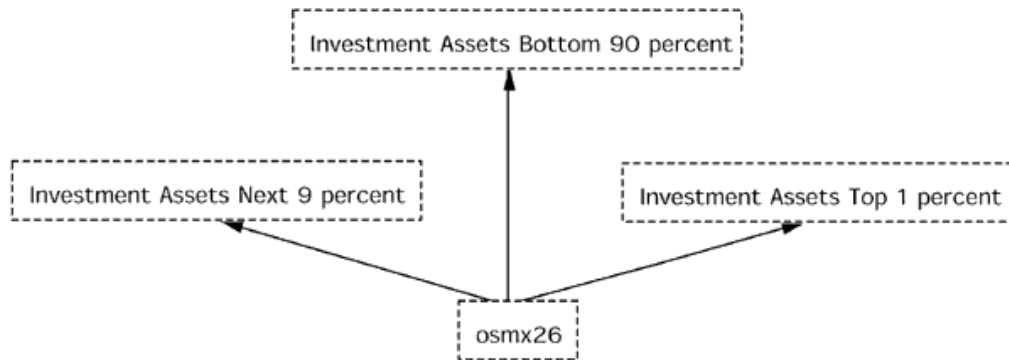 Investment Assets Bottom 90 percent
Investment Assets Next 9 percent
Investment Assets Top 1 percent
osmx26